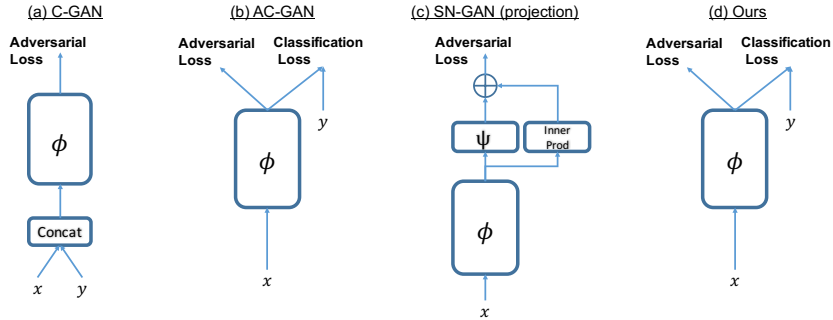 (a) C-GAN
Adversarial
Loss
ϕ
Concat
x
y
(b) AC-GAN
Adversarial
Loss
Classification
Loss
y
ϕ
x
(c) SN-GAN (projection)
Adversarial
Loss
ψ
Inner
Prod
ϕ
x
(d) Ours
Adversarial
Loss
Classification
Loss
y
ϕ
x